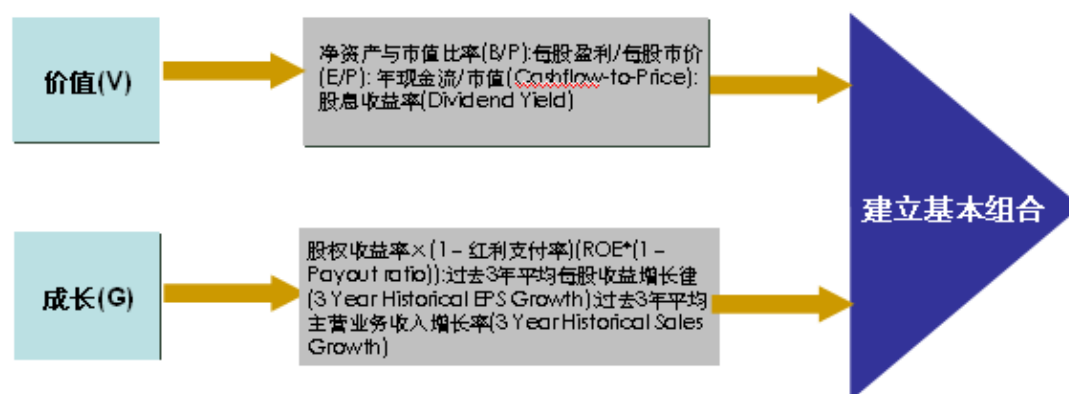 价值(V)
净资产与市值比率(B/P):每股盈利/每股市价
(E/P): 年现金流/市值(Cashflow-to-Price):
股息收益率(Dividend Yield)
建立基本组合
成长(G)
股权收益率×(1 – 红利支付率)(ROE*(1 –
Payout ratio)):过去3年平均每股收益增长律
(3 Year Historical EPS Growth):过去3年平均
主营业务收入增长率(3 Year Historical Sales
Growth)